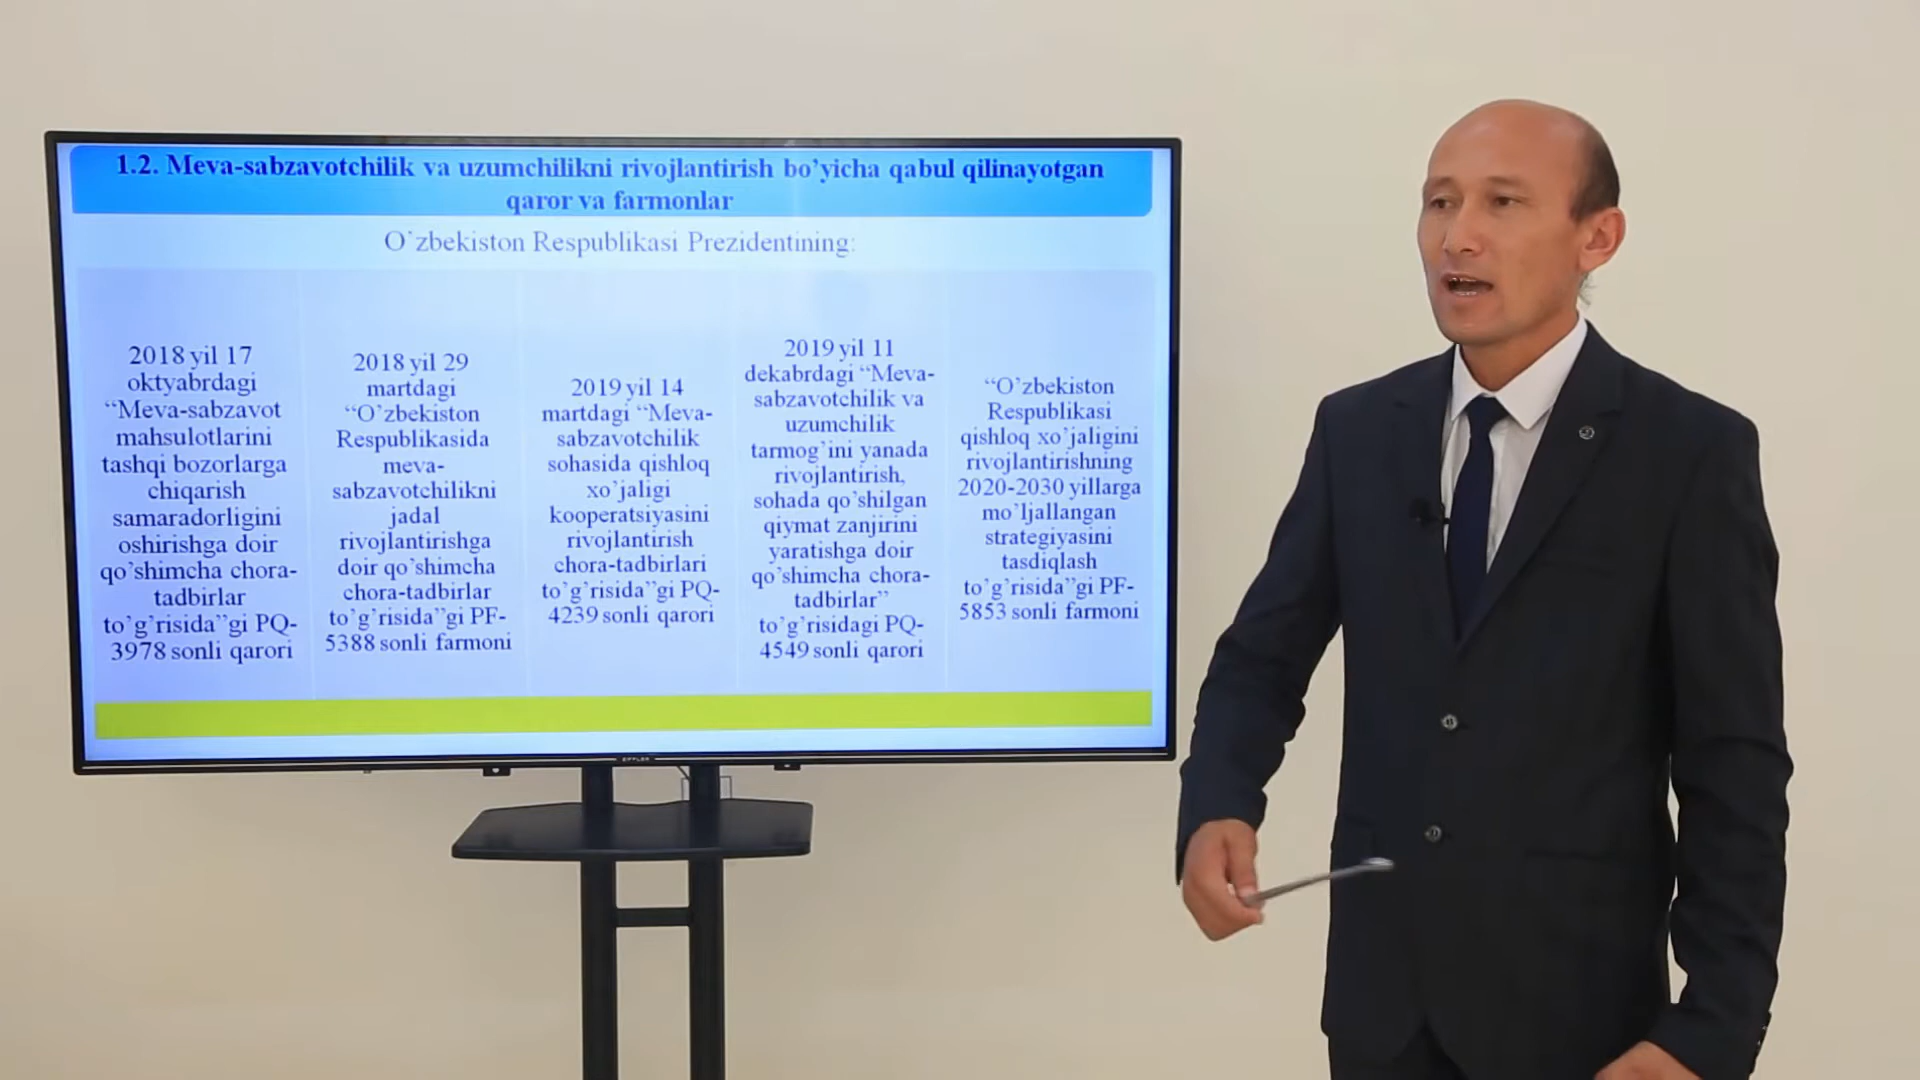 1.2. Meva-sabzavotchilik va uzumchilikni rivojlantirish bo’yicha qabul qilinayotgan
qaror va farmonlar
O’zbekiston Respublikasi Prezidentining:
2018 yil 17
oktyabrdagi
“Meva-sabzavot
mahsulotlarini
tashqi bozorlarga
chiqarish
samaradorligini
oshirishga doir
qo’shimcha chora-
tadbirlar
to’g’risida”gi PQ-
3978 sonli qarori
2018 yil 29
martdagi
“O’zbekiston
Respublikasida
meva-
sabzavotchilikni
jadal
rivojlantirishga
doir qo’shimcha
chora-tadbirlar
to’g’risida”gi PF-
5388 sonli farmoni
2019 yil 14
martdagi “Meva-
sabzavotchilik
sohasida qishloq
xo’jaligi
kooperatsiyasini
rivojlantirish
chora-tadbirlari
to’g’risida”gi PQ-
4239 sonli qarori
2019 yil 11
dekabrdagi “Meva-
sabzavotchilik va
uzumchilik
tarmog’ini yanada
rivojlantirish,
sohada qo’shilgan
qiymat zanjirini
yaratishga doir
qo’shimcha chora-
tadbirlar”
to’g’risidagi PQ-
4549 sonli qarori
“O’zbekiston
Respublikasi
qishloq xo’jaligini
rivojlantirishning
2020-2030 yillarga
mo’ljallangan
strategiyasini
tasdiqlash
to’g’risida”gi PF-
5853 sonli farmoni